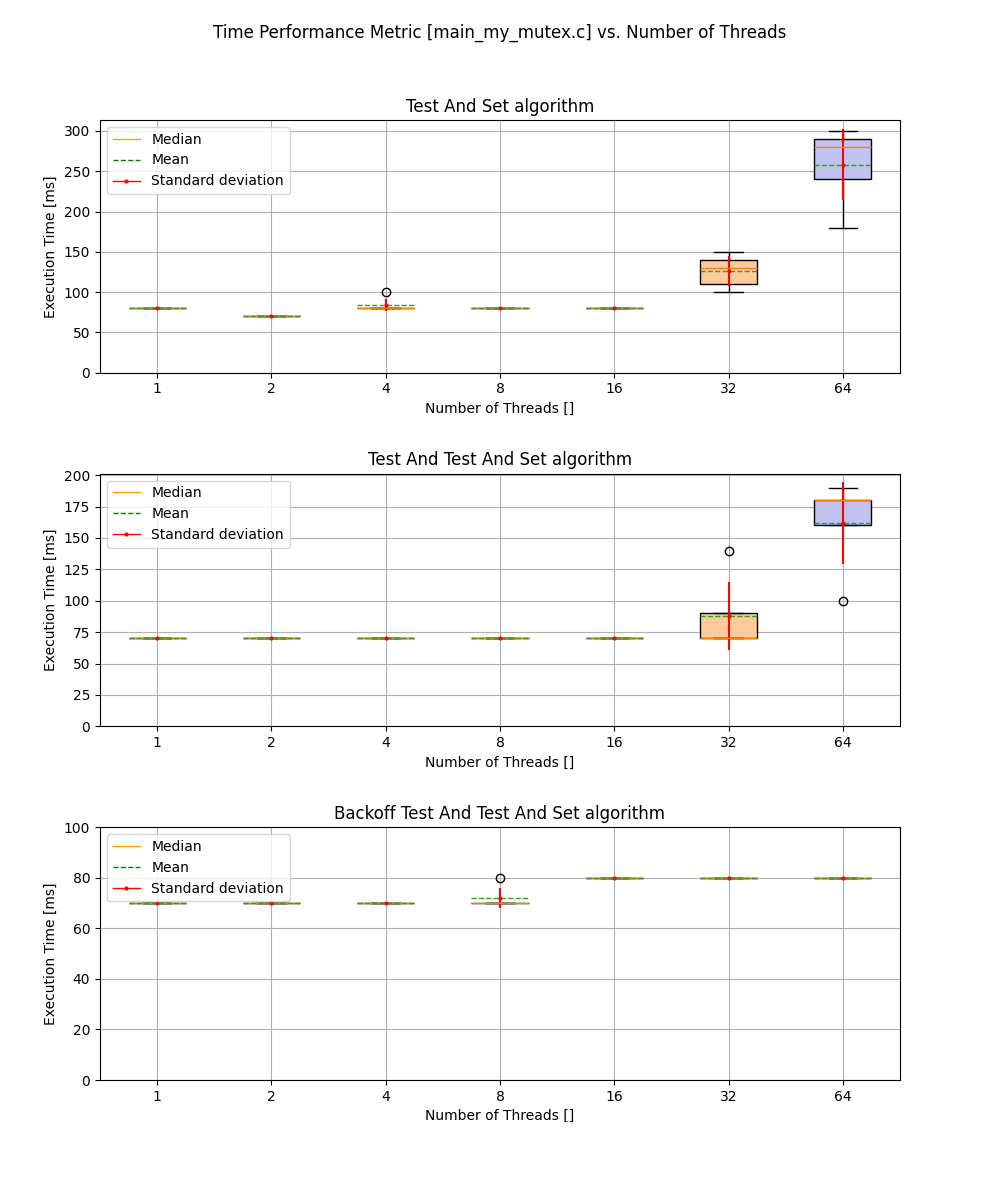 Time Performance Metric [main_my_mutex.c] vs. Number of Threads
Test And Set algorithm
Median
Mean
Standard deviation
Execution Time [ms]
300
250
200
150
100
50
0
1 2 4 8 16 32 64
Number of Threads []
Test And Test And Set algorithm
Median
Mean
Standard deviation
Execution Time [ms]
200
175
150
125
100
75
50
25
0
1 2 4 8 16 32 64
Number of Threads []
Backoff Test And Test And Set algorithm
Median
Mean
Standard deviation
Execution Time [ms]
100
80
60
40
20
0
1 2 4 8 16 32 64
Number of Threads []